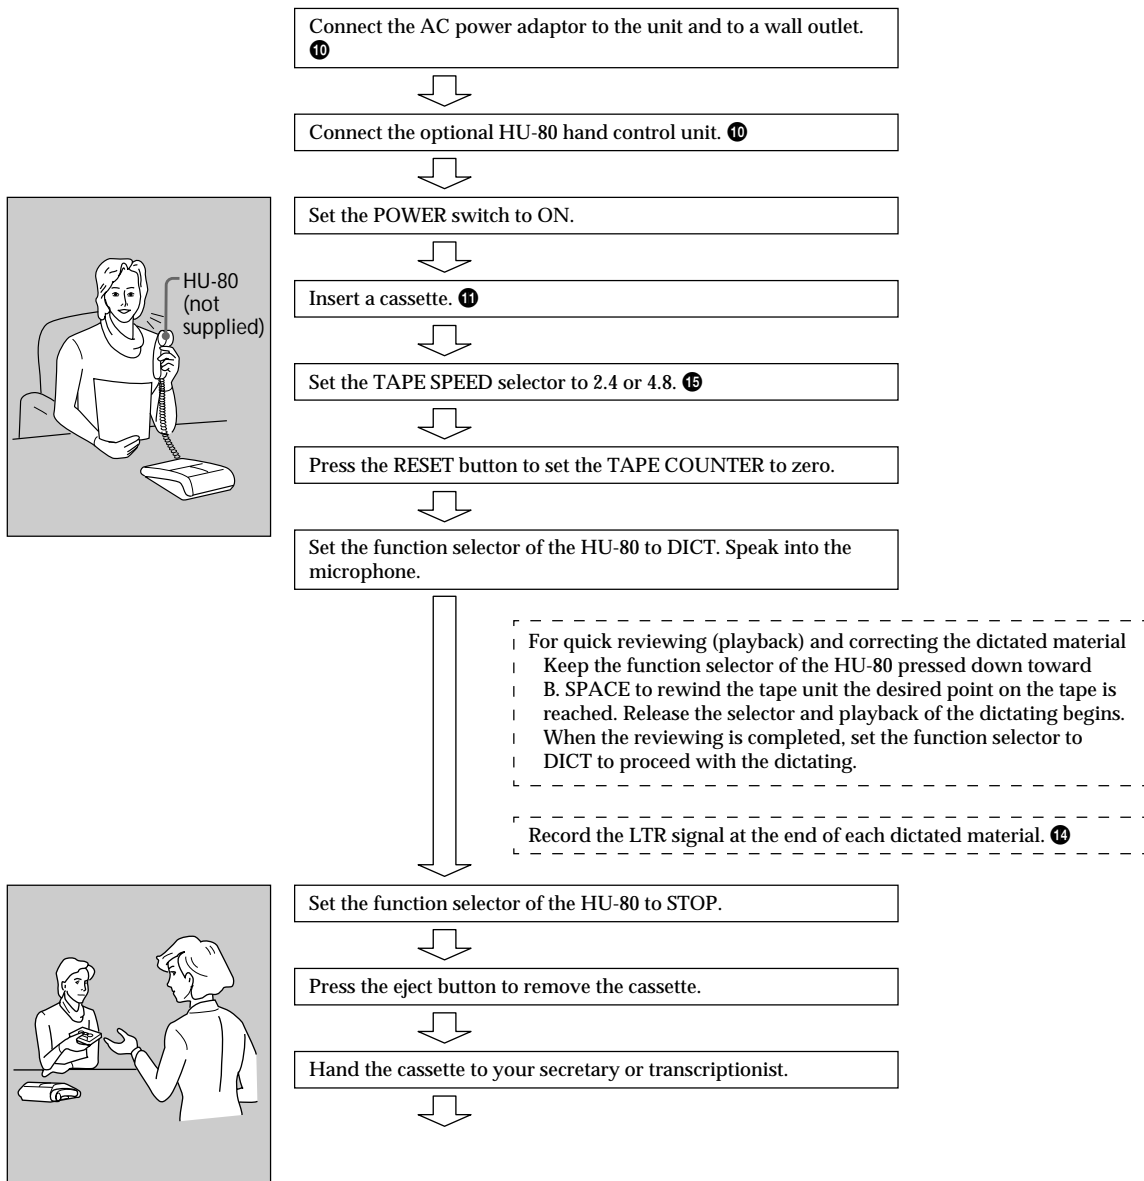 Connect the AC power adaptor to the unit and to a wall outlet.
❿
Connect the optional HU-80 hand control unit. ❿
Set the POWER switch to ON.
HU-80
(not
supplied)
Insert a cassette. ⓫
Set the TAPE SPEED selector to 2.4 or 4.8. ⓯
Press the RESET button to set the TAPE COUNTER to zero.
Set the function selector of the HU-80 to DICT. Speak into the
microphone.
For quick reviewing (playback) and correcting the dictated material
Keep the function selector of the HU-80 pressed down toward
B. SPACE to rewind the tape unit the desired point on the tape is
reached. Release the selector and playback of the dictating begins.
When the reviewing is completed, set the function selector to
DICT to proceed with the dictating.
Record the LTR signal at the end of each dictated material. ⓮
Set the function selector of the HU-80 to STOP.
Press the eject button to remove the cassette.
Hand the cassette to your secretary or transcriptionist.